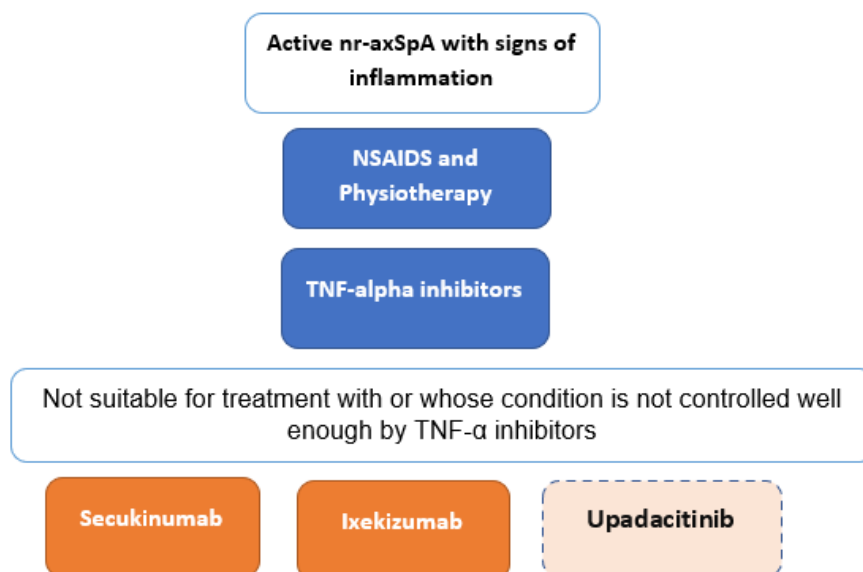 Active nr-axSpA with signs of
inflammation
NSAIDS and
Physiotherapy
TNF-alpha inhibitors
Not suitable for treatment with or whose condition is not controlled well
enough by TNF-α inhibitors
Secukinumab
Ixekizumab
Upadacitinib